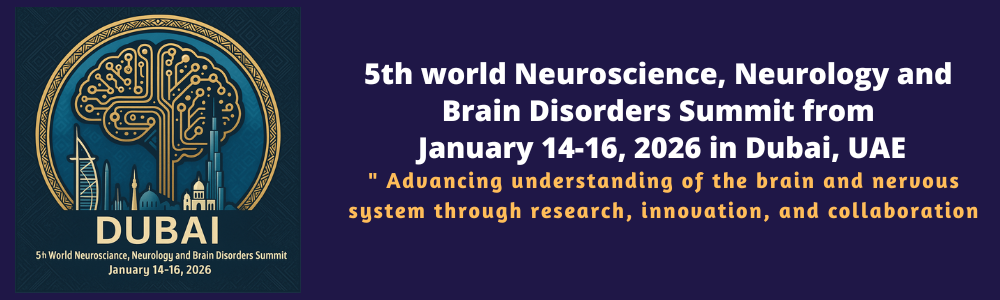 DUBAI
5th World Neurosciance, Neurology and Brain Disorders Summit
January 14-16, 2026
5th world Neuroscience, Neurology and
Brain Disorders Summit from
January 14-16, 2026 in Dubai, UAE
" Advancing understanding of the brain and nervous
system through research, innovation, and collaboration